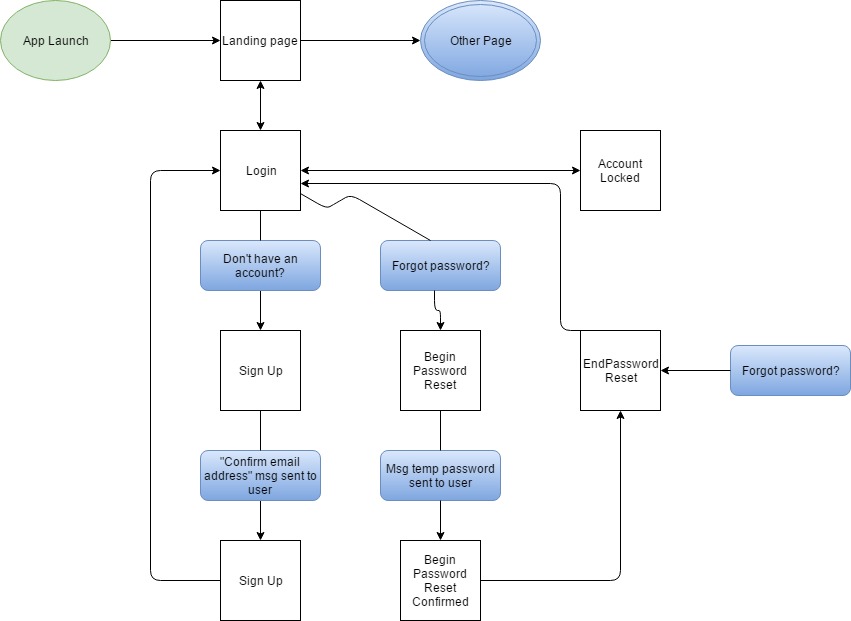 App Launch
Landing page
Other Page
Login
Account
Locked
Don't have an
account?
Forgot password?
Sign Up
Begin
Password
Reset
EndPassword
Reset
Forgot password?
"Confirm email
address" msg sent to
user
Msg temp password
sent to user
Sign Up
Begin
Password
Reset
Confirmed